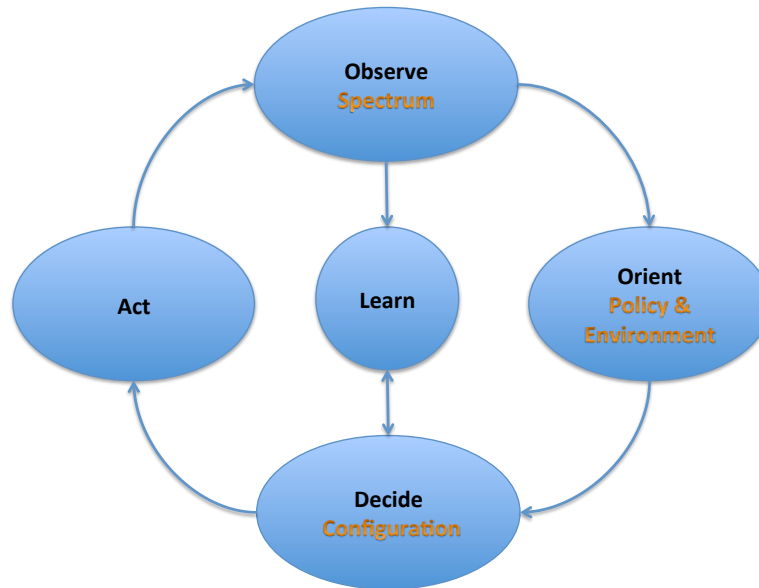 Observe
Spectrum
Act
Learn
Orient
Policy &
Environment
Decide
Configuration